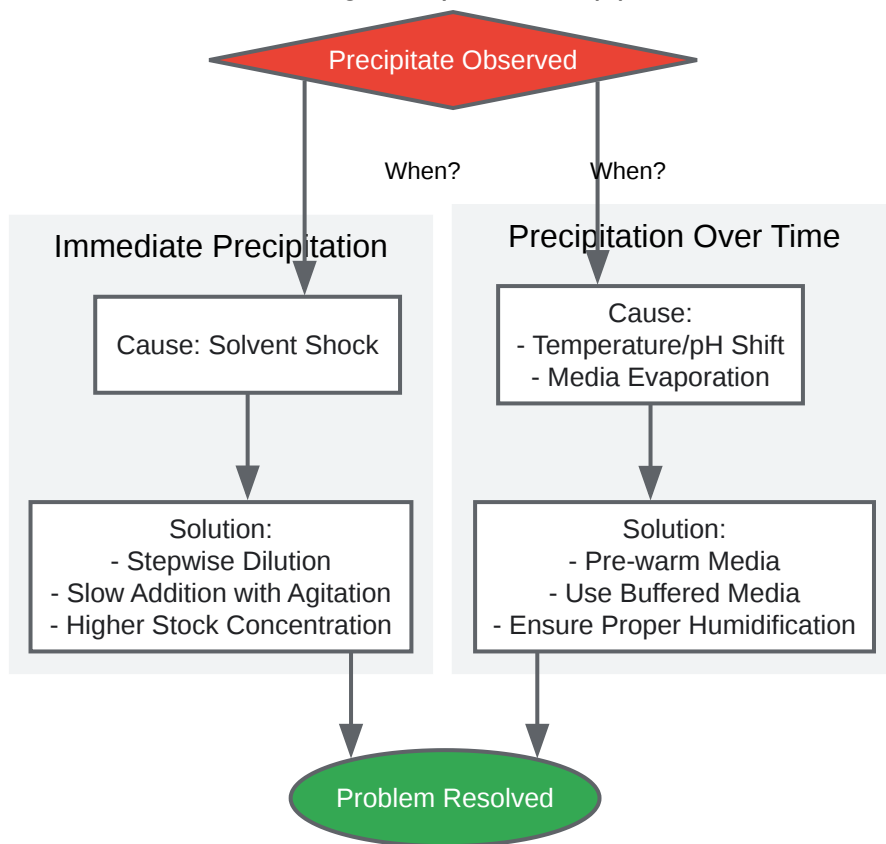 Precipitate Observed
When?
When?
Immediate Precipitation
Cause: Solvent Shock
Solution:
- Stepwise Dilution
- Slow Addition with Agitation
- Higher Stock Concentration
Precipitation Over Time
Cause:
- Temperature/pH Shift
- Media Evaporation
Solution:
- Pre-warm Media
- Use Buffered Media
- Ensure Proper Humidification
Problem Resolved